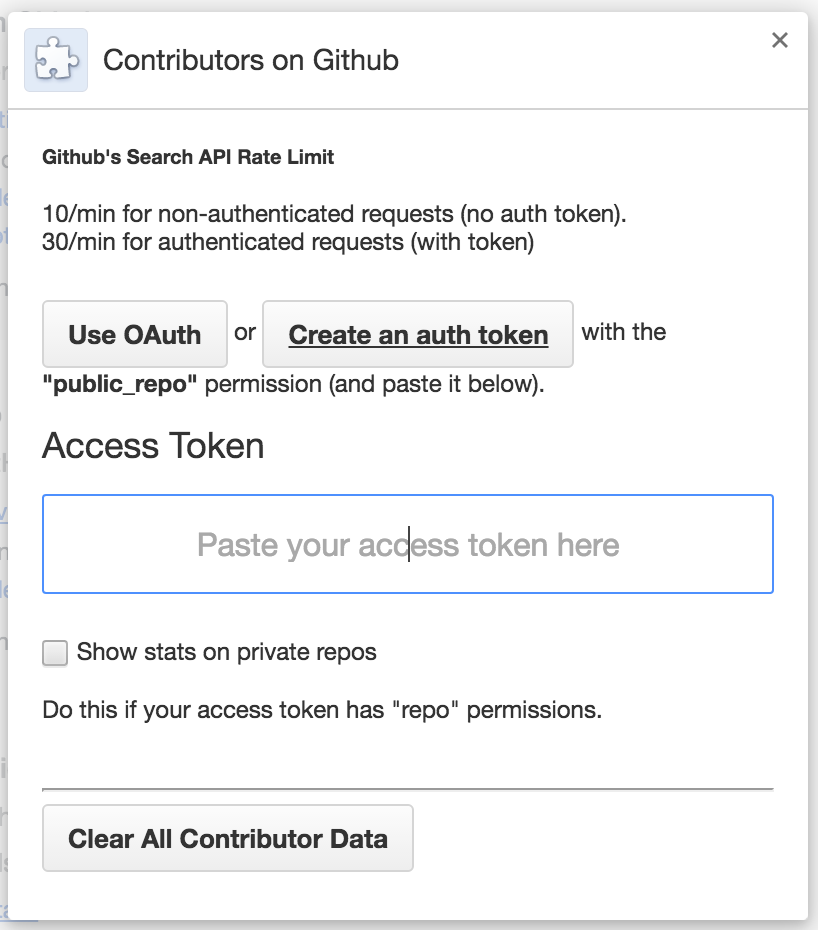 Contributors on Github
Github's Search API Rate Limit
10/min for non-authenticated requests (no auth token).
30/min for authenticated requests (with token)
Use OAuth or Create an auth token with the
"public_repo" permission (and paste it below).
Access Token
Paste your access token here
Show stats on private repos
Do this if your access token has "repo" permissions.
Clear All Contributor Data